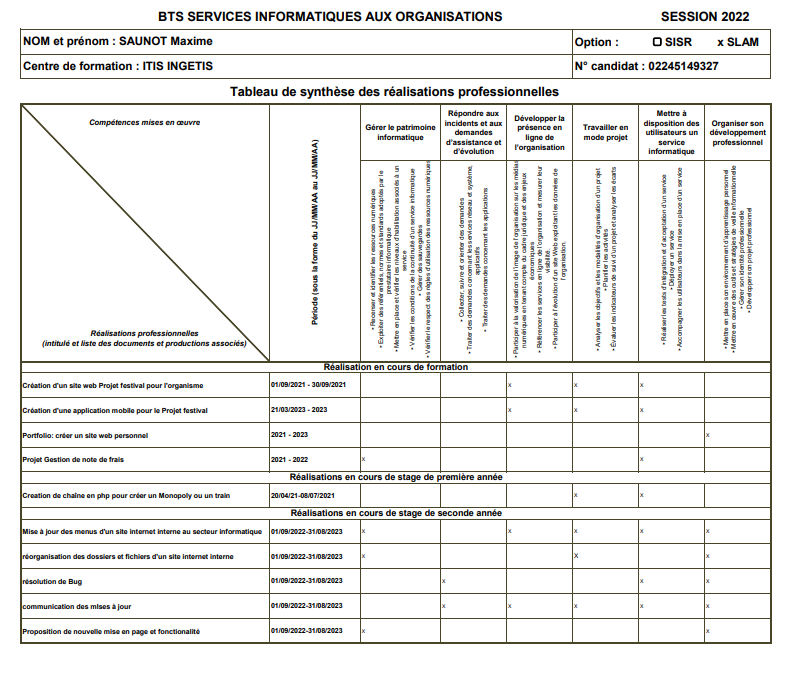 BTS SERVICES INFORMATIQUES AUX ORGANISATIONS SESSION 2022
NOM et prénom : SAUNOT Maxime Option : SISR x SLAM
Centre de formation : ITIS INGETIS N° candidat : 02245149327
Tableau de synthèse des réalisations professionnelles
Compétences mises en œuvre
Réalisations professionnelles
(intitulé et liste des documents et productions associés)
Période (sous la forme du JJ/MM/AA au JJ/MM/AA)
Gérer le patrimoine
informatique
Répondre aux
incidents et aux
demandes
d'assistance et
d'évolution
Développer la
présence en
ligne de
l'organisation
Travailler en
mode projet
Mettre à
disposition des
utilisateurs un
service
informatique
Organiser son
développement
professionnel
• Recenser et identifier les ressources numériques
• Exploiter des référentiels, normes et standards adoptés par le
prestataire informatique
• Mettre en place et vérifier les niveaux d'habilitation associés à un
service
• Vérifier les conditions de la continuité d'un service informatique
• Gérer des sauvegardes
• Vérifier le respect des règles d'utilisation des ressources numériques
• Collecter, suivre et orienter des demandes
• Traiter des demandes concernant les services réseau et système,
applicatifs
• Traiter des demandes concernant les applications
• Participer à la valorisation de l'image de l'organisation sur les médias
numériques en tenant compte du cadre juridique et des enjeux
économiques
• Référencer les services en ligne de l'organisation et mesurer leur
visibilité.
• Participer à l'évolution d'un site Web exploitant les données de
l'organisation.
• Analyser les objectifs et les modalités d'organisation d'un projet
• Planifier les activités
• Évaluer les indicateurs de suivi d'un projet et analyser les écarts
• Réaliser les tests d'intégration et d'acceptation d'un service
• Déployer un service
• Accompagner les utilisateurs dans la mise en place d'un service
• Mettre en place son environnement d'apprentissage personnel
• Mettre en œuvre des outils et stratégies de veille informationnelle
• Gérer son identité professionnelle
• Développer son projet professionnel
Réalisation en cours de formation
Création d'un site web Projet festival pour l'organisme 01/09/2021 - 30/09/2021 x x x
Création d'une application mobile pour le Projet festival 21/03/2023 - 2023 x x x
Portfolio: créer un site web personnel 2021 - 2023 x
Projet Gestion de note de frais 2021 - 2022 x x
Réalisations en cours de stage de première année
Creation de chaîne en php pour créer un Monopoly ou un train 20/04/21-08/07/2021 x x
Réalisations en cours de stage de seconde année
Mise à jour des menus d'un site internet interne au secteur informatique 01/09/2022-31/08/2023 x x x x x
réorganisation des dossiers et fichiers d'un site internet interne 01/09/2022-31/08/2023 x X x
résolution de Bug 01/09/2022-31/08/2023 x x x
communication des mises à jour 01/09/2022-31/08/2023 x x x x x
Proposition de nouvelle mise en page et fonctionalité 01/09/2022-31/08/2023 x x